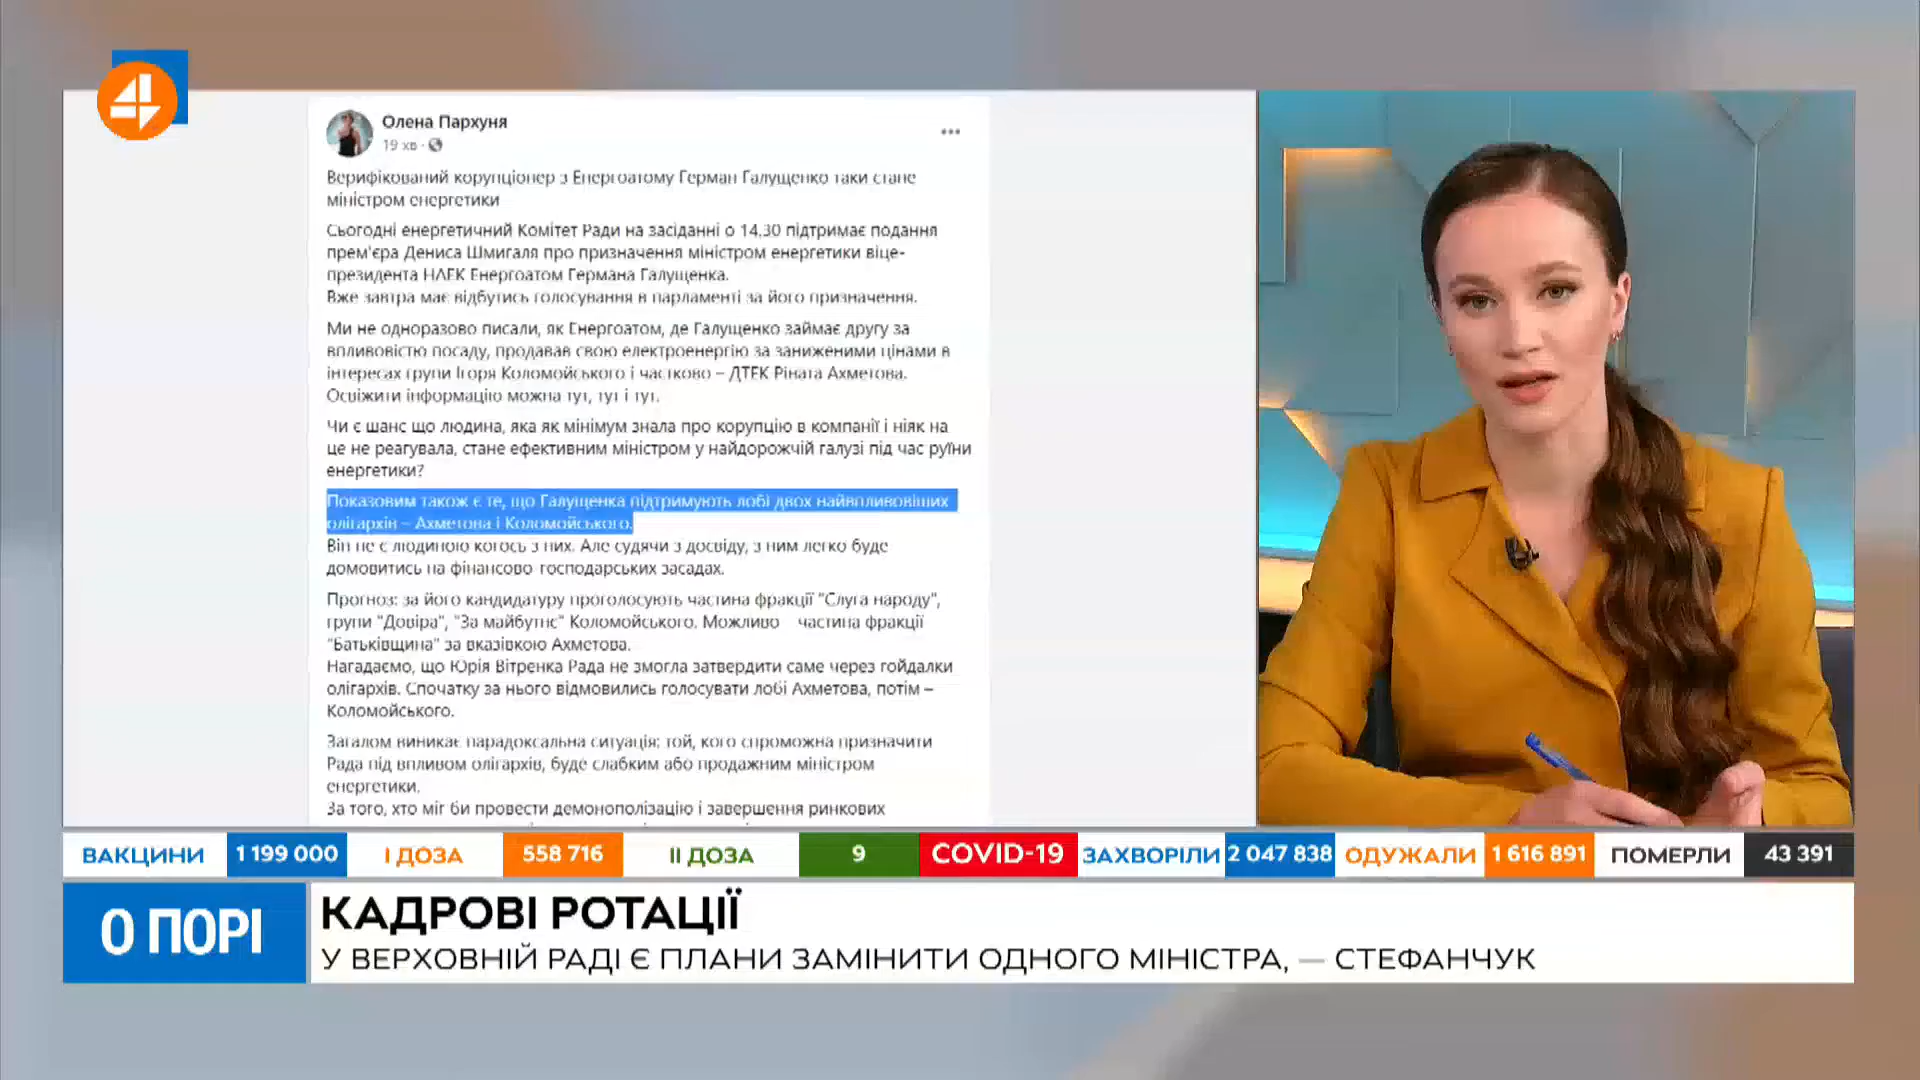 4
Олена Пархуня
19 хв
Верифікований корупціонер з Енергоатому Герман Галущенко таки стане
міністром енергетики
Сьогодні енергетичний Комітет Ради на засіданні о 14.30 підтримає подання
прем'єра Дениса Шмигаля про призначення міністром енергетики віце-
президента НАЕК Енергоатом Германа Галущенка.
Вже завтра має відбутись голосування в парламенті за його призначення.
Ми не одноразово писали, як Енергоатом, де Галущенко займає другу за
впливовістю посаду, продавав свою електроенергію за заниженими цінами в
інтересах групи Ігоря Коломойського і частково – ДТЕК Ріната Ахметова.
Освіжити інформацію можна тут, тут і тут.
Чи є шанс що людина, яка як мінімум знала про корупцію в компанії і ніяк на
це не реагувала, стане ефективним міністром у найдорожчій галузі під час руїни
енергетики?
Показовим також є те, що Галущенка підтримують лобі двох найвпливовіших
олігархів – Ахметова і Коломойського.
Він не є людиною когось з них. Але судячи з досвіду, з ним легко буде
домовитись на фінансово-господарських засадах.
Прогноз: за його кандидатуру проголосують частина фракції "Слуга народу",
групи "Довіра", "За майбутнє" Коломойського. Можливо – частина фракції
"Батьківщина" за вказівкою Ахметова.
Нагадаємо, що Юрія Вітренка Рада не змогла затвердити саме через гойдалки
олігархів. Спочатку за нього відмовились голосувати лобі Ахметова, потім –
Коломойського.
Загалом виникає парадоксальна ситуація: той, кого спроможна призначити
Рада під впливом олігархів, буде слабким або продажним міністром
енергетики.
За того, хто міг би провести демонополізацію і завершення ринкових
ВАКЦИНИ 1 199 000 І ДОЗА 558 716 ІІ ДОЗА 9 COVID-19 ЗАХВОРІЛИ 2 047 838 ОДУЖАЛИ 1 616 891 ПОМЕРЛИ 43 391
О ПОРІ
КАДРОВІ РОТАЦІЇ
У ВЕРХОВНІЙ РАДІ Є ПЛАНИ ЗАМІНИТИ ОДНОГО МІНІСТРА, — СТЕФАНЧУК